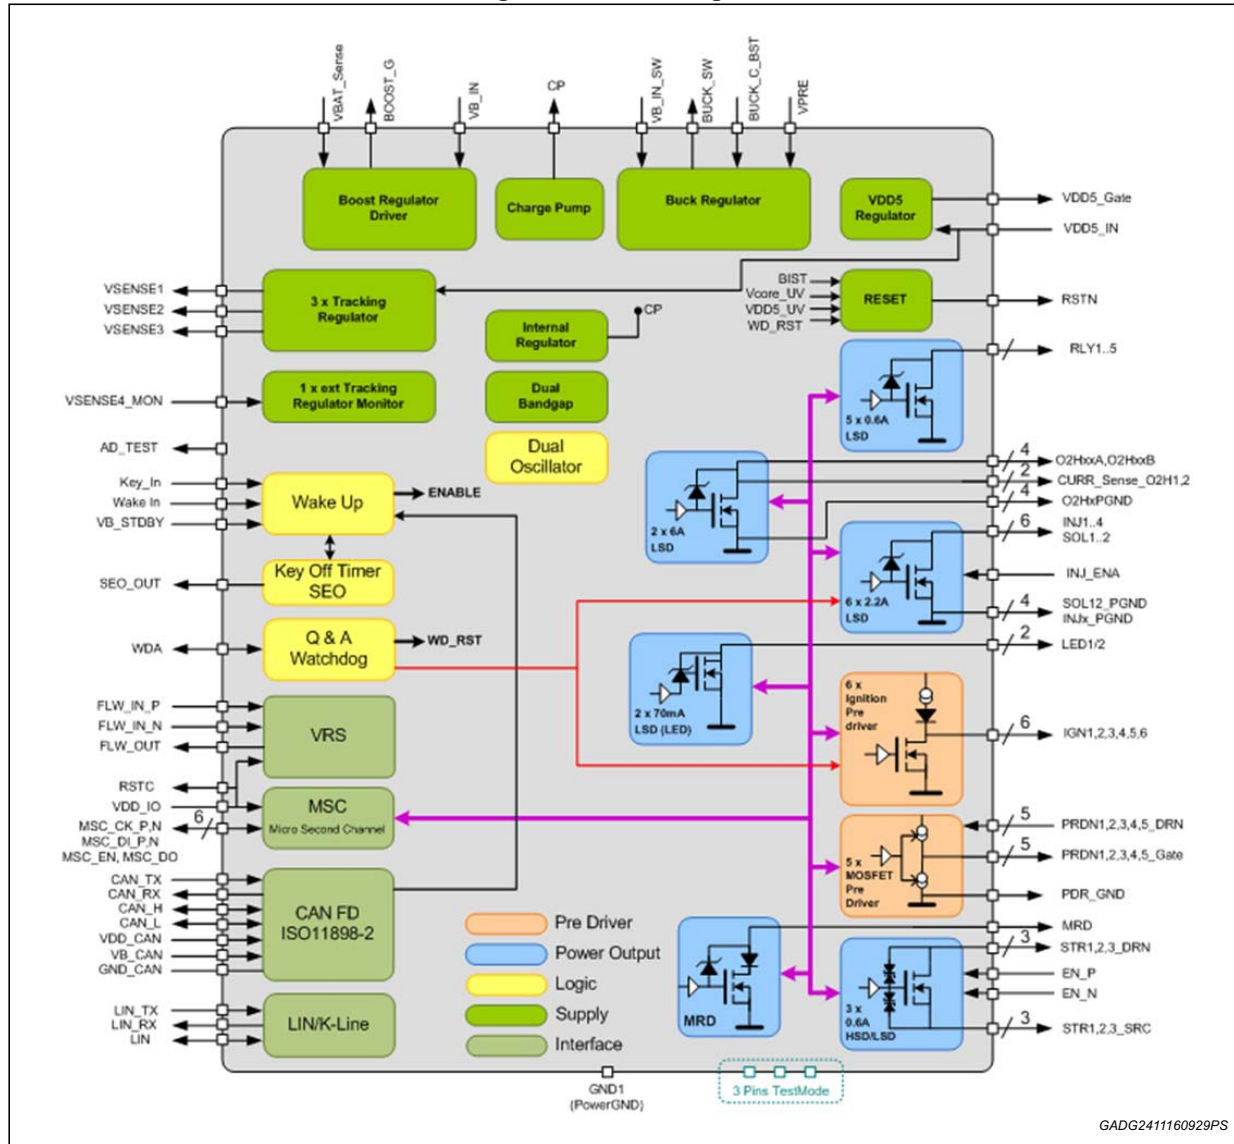 VBAT_Sense
BOOST_G
VB_IN
CP
VB_IN_SW
BUCK_SW
BUCK_C_BST
VPRE
Boost Regulator
Driver
Charge Pump
Buck Regulator
VDD5
Regulator
VDD5_Gate
VDD5_IN
VSENSE1
VSENSE2
VSENSE3
3 x Tracking
Regulator
Internal
Regulator
CP
BIST
Vcore_UV
VDD5_UV
WD_RST
RESET
RSTN
VSENSE4_MON
1 x ext Tracking
Regulator Monitor
Dual
Bandgap
5 x 0.6A
LSD
RLY1..5
AD_TEST
Dual
Oscillator
Key_In
Wake In
VB_STDBY
Wake Up
ENABLE
2 x 6A
LSD
4
O2HxxA,O2HxxB
2
CURR_Sense_O2H1,2
4
O2HxPGND
6
INJ1..4
SOL1..2
SEO_OUT
Key Off Timer
SEO
6 x 2.2A
LSD
INJ_ENA
4
SOL12_PGND
INJx_PGND
WDA
Q & A
Watchdog
WD_RST
2 x 70mA
LSD (LED)
2
LED1/2
FLW_IN_P
FLW_IN_N
FLW_OUT
VRS
6 x
Ignition
Pre
driver
6
IGN1,2,3,4,5,6
RSTC
VDD_IO
6
MSC_CK_P,N
MSC_DI_P,N
MSC_EN, MSC_DO
MSC
Micro Second Channel
5 x
MOSFET
Pre
Driver
5
PRDN1,2,3,4,5_DRN
5
PRDN1,2,3,4,5_Gate
PDR_GND
CAN_TX
CAN_RX
CAN_H
CAN_L
VDD_CAN
VB_CAN
GND_CAN
CAN FD
ISO11898-2
Pre Driver
Power Output
Logic
Supply
Interface
MRD
MRD
3 x
0.6A
HSD/LSD
3
STR1,2,3_DRN
EN_P
EN_N
3
STR1,2,3_SRC
LIN_TX
LIN_RX
LIN
LIN/K-Line
GND1
(PowerGND)
3 Pins TestMode
GADG2411160929PS